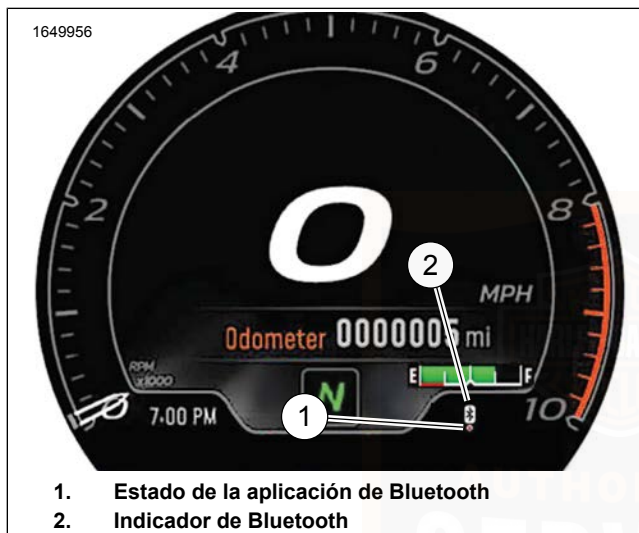 1649956
4
6
2
8
0
2
MPH
Odometer 0000005 mi
RPM
x1000
E
F
N
1
0
7:00 PM
10
1. Estado de la aplicación de Bluetooth
2. Indicador de Bluetooth